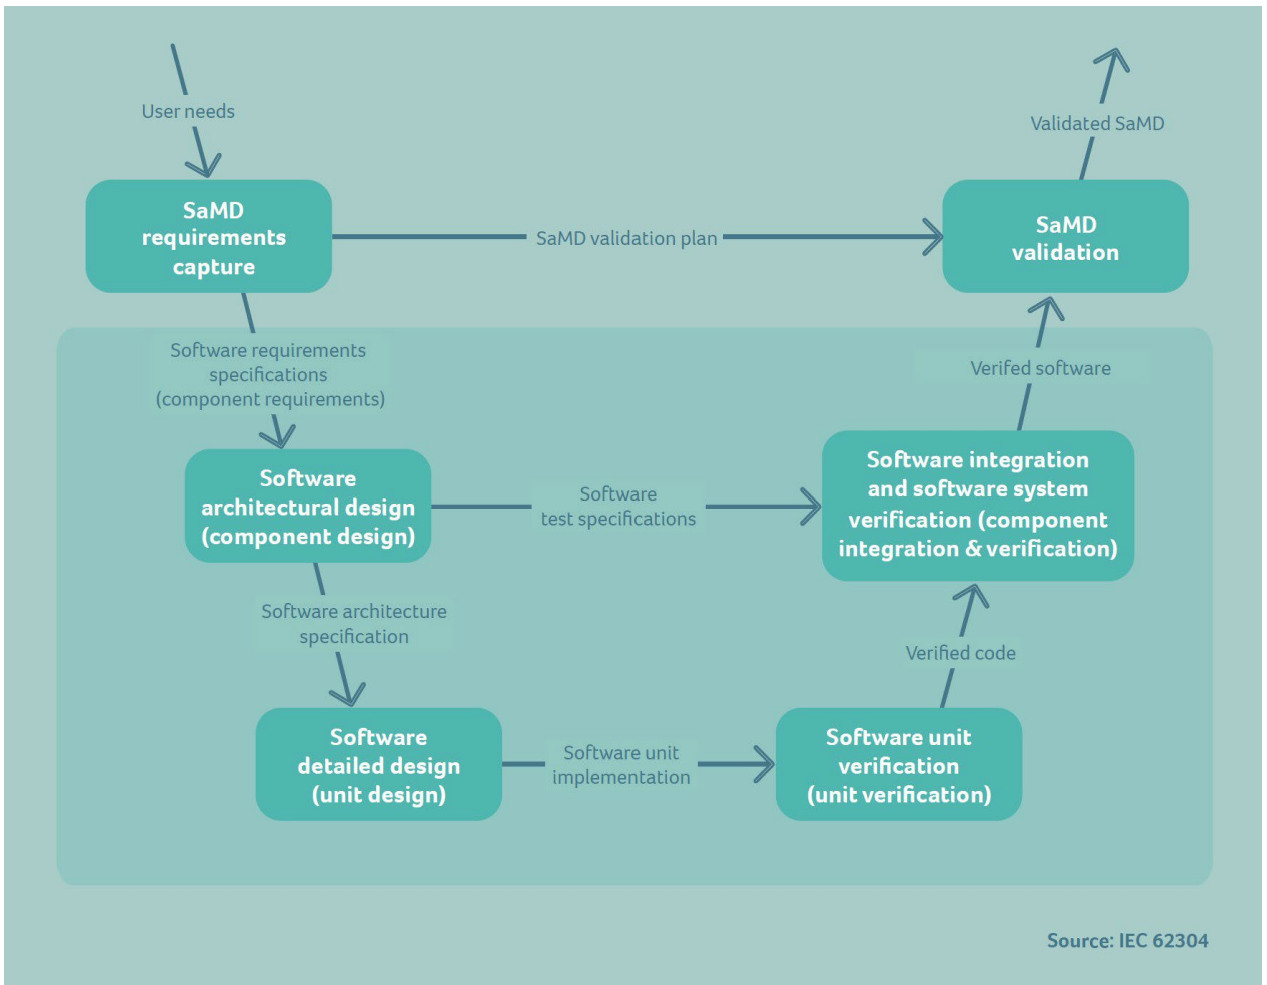 User needs
Validated SaMD
SaMD
requirements
capture
SaMD validation plan
SaMD
validation
Software requirements
specifications
(component requirements)
Verifed software
Software
architectural design
(component design)
Software
test specifications
Software integration
and software system
verification (component
integration & verification)
Software architecture
specification
Verified code
Software
detailed design
(unit design)
Software unit
implementation
Software unit
verification
(unit verification)
Source: IEC 62304